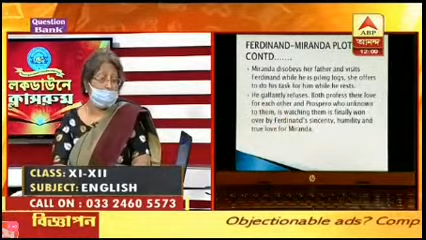 Question
Bank
লকডাউনে
ক্লাসরুম
abp
ABP
আনন্দ
12:00
FERDINAND-MIRANDA PLOT
CONTD.......
• Miranda disobeys her father and visits
Ferdinand while he is piling logs, she offers
to do his task for him while he rests.
• He gallantly refuses. Both profess their love
for each other and Prospero who unknown
to them, is watching them is finally won
over by Ferdinand's sincerity, humility and
true love for Miranda.
hp
CLASS: XI-XII
SUBJECT: ENGLISH
CALL ON : 033 2460 5573
বিজ্ঞাপন
Objectionable ads? Comp